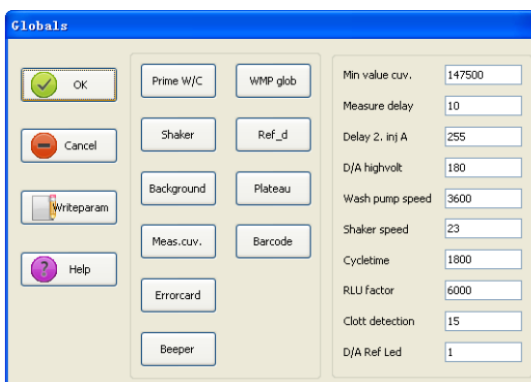 Globals
OK
Cancel
Writeparam
Help
Prime W/C
WMP glob
Shaker
Ref_d
Background
Plateau
Meas.cuv.
Barcode
Errorcard
Beeper
Min value cuv. 147500
Measure delay 10
Delay 2. inj A 255
D/A highvolt 180
Wash pump speed 3600
Shaker speed 23
Cycletime 1800
RLU factor 6000
Clott detection 15
D/A Ref Led 1